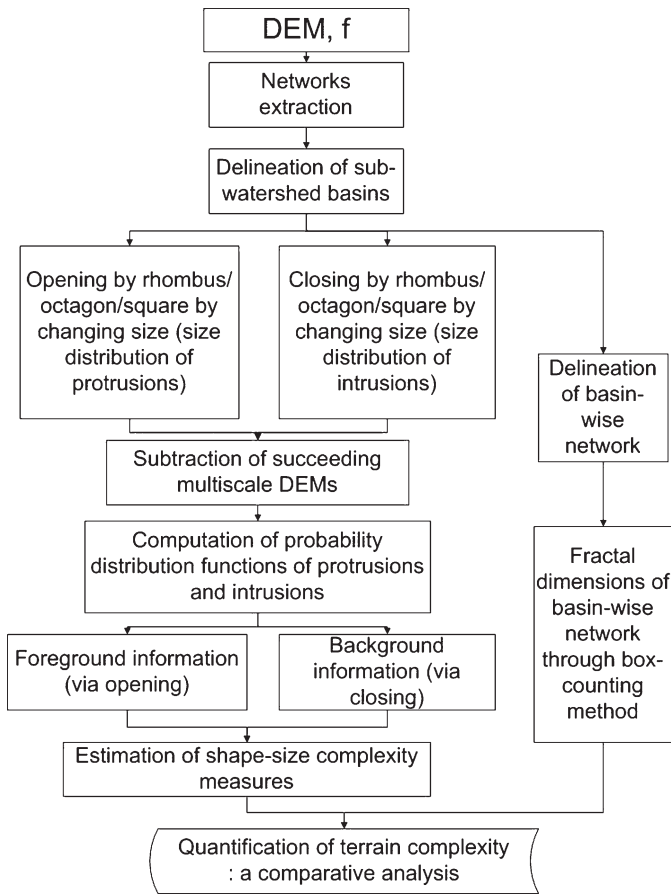 DEM, f
Networks
extraction
Delineation of sub-
watershed basins
Opening by rhombus/
octagon/square by
changing size (size
distribution of
protrusions)
Closing by rhombus/
octagon/square by
changing size (size
distribution of
intrusions)
Delineation
of basin-
wise
network
Subtraction of succeeding
multiscale DEMs
Computation of probability
distribution functions of protrusions
and intrusions
Fractal
dimensions of
basin-wise
network
through box-
counting
method
Foreground information
(via opening)
Background
information (via
closing)
Estimation of shape-size complexity
measures
Quantification of terrain complexity
: a comparative analysis